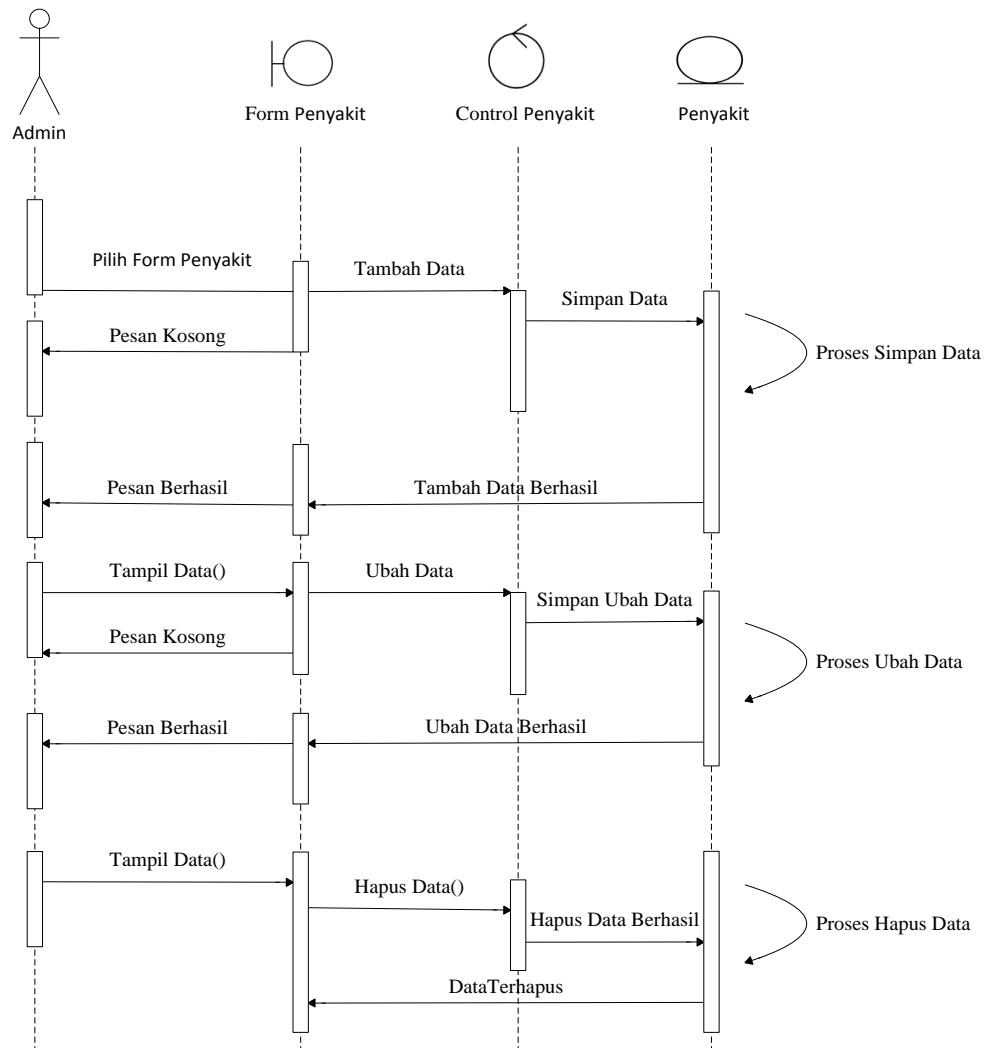 Admin
Form Penyakit
Control Penyakit
Penyakit
Pilih Form Penyakit
Tambah Data
Simpan Data
Pesan Kosong
Proses Simpan Data
Pesan Berhasil
Tambah Data Berhasil
Tampil Data()
Ubah Data
Simpan Ubah Data
Pesan Kosong
Proses Ubah Data
Pesan Berhasil
Ubah Data Berhasil
Tampil Data()
Hapus Data()
Hapus Data Berhasil
Proses Hapus Data
DataTerhapus